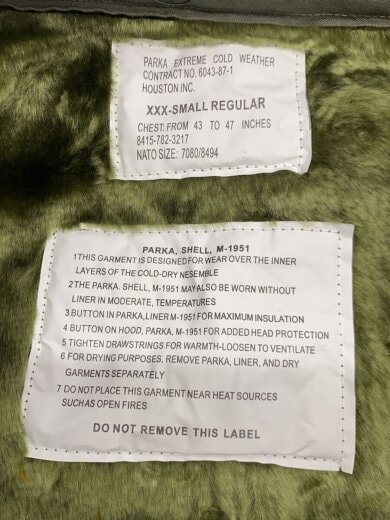 PARKA EXTREME COLD WEATHER
CONTRACT NO. 6043-87-1
HOUSTON INC.
XXX-SMALL REGULAR
CHEST: FROM 43 TO 47 INCHES
8415-782-3217
NATO SIZE: 7080/8494
PARKA, SHELL, M-1951
1 THIS GARMENT IS DESIGNED FOR WEAR OVER THE INNER
LAYERS OF THE COLD-DRY NESEMBLE
2 THE PARKA. SHELL, M-1951 MAY ALSO BE WORN WITHOUT
LINER IN MODERATE, TEMPERATURES
3 BUTTON IN PARKA, LINER M-1951 FOR MAXIMUM INSULATION
4 BUTTON ON HOOD, PARKA, M-1951 FOR ADDED HEAD PROTECTION
5 TIGHTEN DRAWSTRINGS FOR WARMTH-LOOSEN TO VENTILATE
6 FOR DRYING PURPOSES, REMOVE PARKA, LINER, AND DRY
GARMENTS SEPARATELY
7 DO NOT PLACE THIS GARMENT NEAR HEAT SOURCES
SUCH AS OPEN FIRES
DO NOT REMOVE THIS LABEL